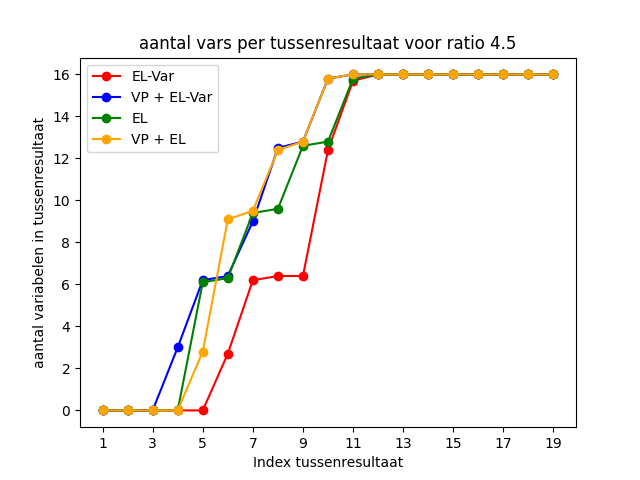 aantal vars per tussenresultaat voor ratio 4.5
EL-Var
VP + EL-Var
EL
VP + EL
aantal variabelen in tussenresultaat
16
14
12
10
8
6
4
2
0
1 3 5 7 9 11 13 15 17 19
Index tussenresultaat